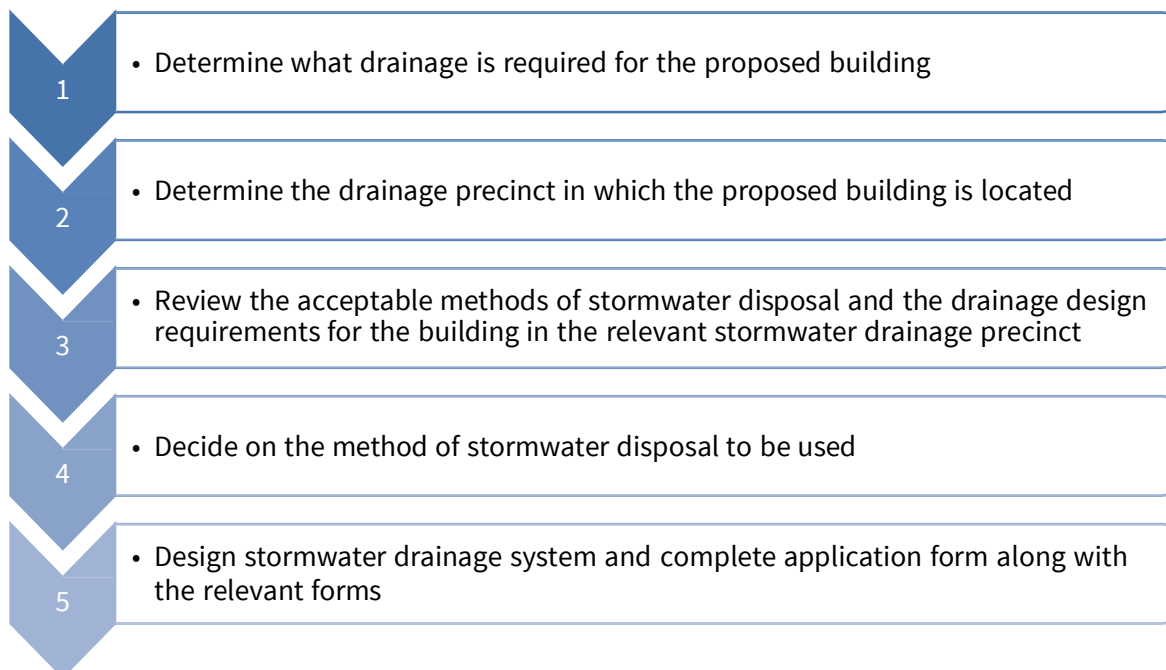 1
• Determine what drainage is required for the proposed building
2
• Determine the drainage precinct in which the proposed building is located
3
• Review the acceptable methods of stormwater disposal and the drainage design
requirements for the building in the relevant stormwater drainage precinct
4
• Decide on the method of stormwater disposal to be used
5
• Design stormwater drainage system and complete application form along with
the relevant forms